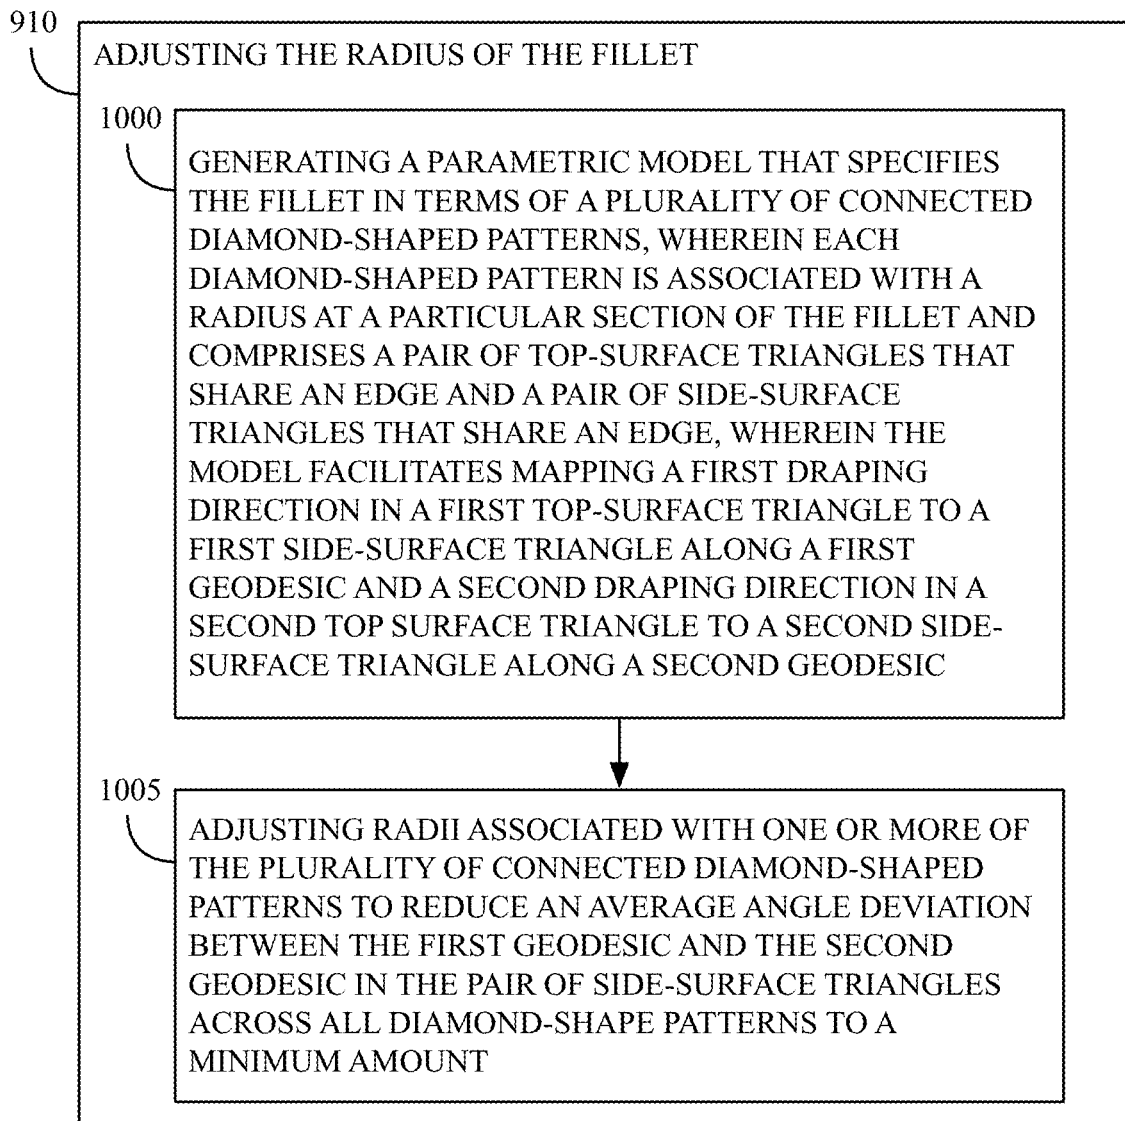 910
ADJUSTING THE RADIUS OF THE FILLET
1000
GENERATING A PARAMETRIC MODEL THAT SPECIFIES
THE FILLET IN TERMS OF A PLURALITY OF CONNECTED
DIAMOND-SHAPED PATTERNS, WHEREIN EACH
DIAMOND-SHAPED PATTERN IS ASSOCIATED WITH A
RADIUS AT A PARTICULAR SECTION OF THE FILLET AND
COMPRISES A PAIR OF TOP-SURFACE TRIANGLES THAT
SHARE AN EDGE AND A PAIR OF SIDE-SURFACE
TRIANGLES THAT SHARE AN EDGE, WHEREIN THE
MODEL FACILITATES MAPPING A FIRST DRAPING
DIRECTION IN A FIRST TOP-SURFACE TRIANGLE TO A
FIRST SIDE-SURFACE TRIANGLE ALONG A FIRST
GEODESIC AND A SECOND DRAPING DIRECTION IN A
SECOND TOP SURFACE TRIANGLE TO A SECOND SIDE-
SURFACE TRIANGLE ALONG A SECOND GEODESIC
1005
ADJUSTING RADII ASSOCIATED WITH ONE OR MORE OF
THE PLURALITY OF CONNECTED DIAMOND-SHAPED
PATTERNS TO REDUCE AN AVERAGE ANGLE DEVIATION
BETWEEN THE FIRST GEODESIC AND THE SECOND
GEODESIC IN THE PAIR OF SIDE-SURFACE TRIANGLES
ACROSS ALL DIAMOND-SHAPE PATTERNS TO A
MINIMUM AMOUNT